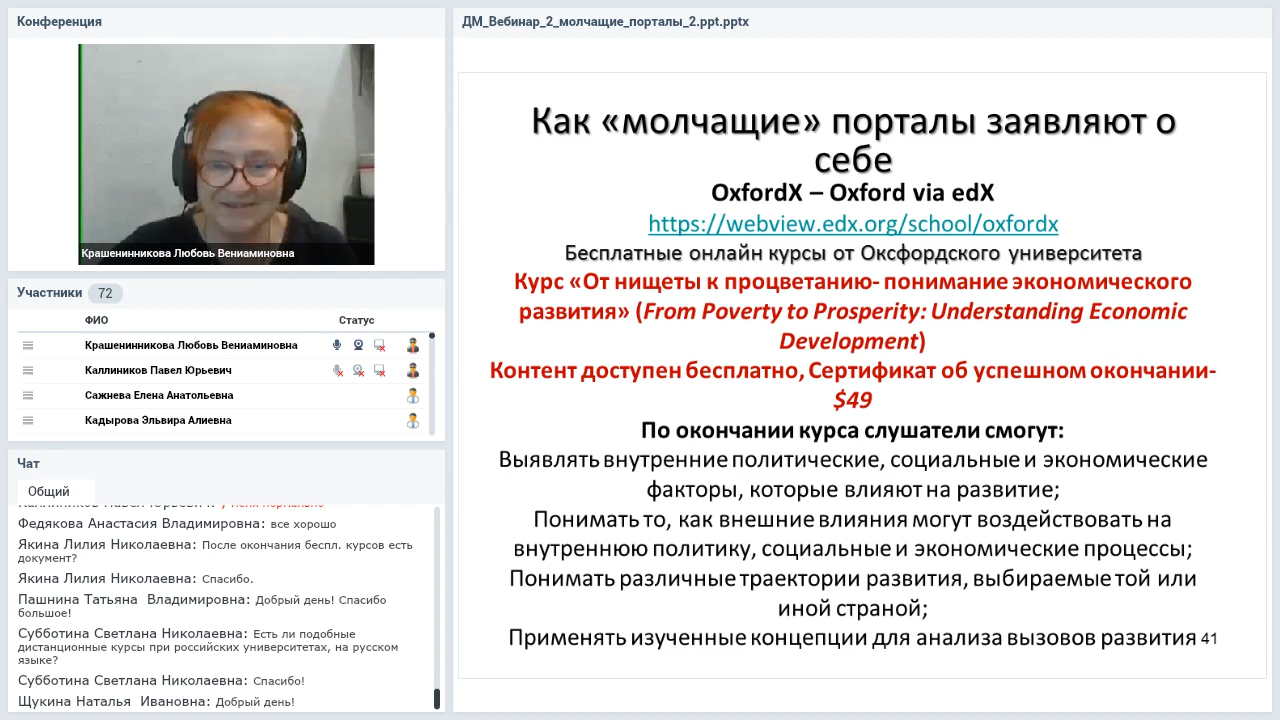 Конференция
Крашенинникова Любовь Вениаминовна
Участники 72
ФИО Статус
Крашенинникова Любовь Вениаминовна
Каллиников Павел Юрьевич
Сажнева Елена Анатольевна
Кадырова Эльвира Алиевна
Чат
Общий
Федякова Анастасия Владимировна: все хорошо
Якина Лилия Николаевна: После окончания беспл. курсов есть
документ?
Якина Лилия Николаевна: Спасибо.
Пашнина Татьяна Владимировна: Добрый день! Спасибо
большое!
Субботина Светлана Николаевна: Есть ли подобные
дистанционные курсы при российских университетах, на русском
языке?
Субботина Светлана Николаевна: Спасибо!
Щукина Наталья Ивановна: Добрый день!
ДМ_Вебинар_2_молчащие_порталы_2.ppt.pptx
Как «молчащие» порталы заявляют о
себе
OxfordX – Oxford via edX
https://webview.edx.org/school/oxfordx
Бесплатные онлайн курсы от Оксфордского университета
Курс «От нищеты к процветанию- понимание экономического
развития» (From Poverty to Prosperity: Understanding Economic
Development)
Контент доступен бесплатно, Сертификат об успешном окончании-
$49
По окончании курса слушатели смогут:
Выявлять внутренние политические, социальные и экономические
факторы, которые влияют на развитие;
Понимать то, как внешние влияния могут воздействовать на
внутреннюю политику, социальные и экономические процессы;
Понимать различные траектории развития, выбираемые той или
иной страной;
Применять изученные концепции для анализа вызовов развития 41